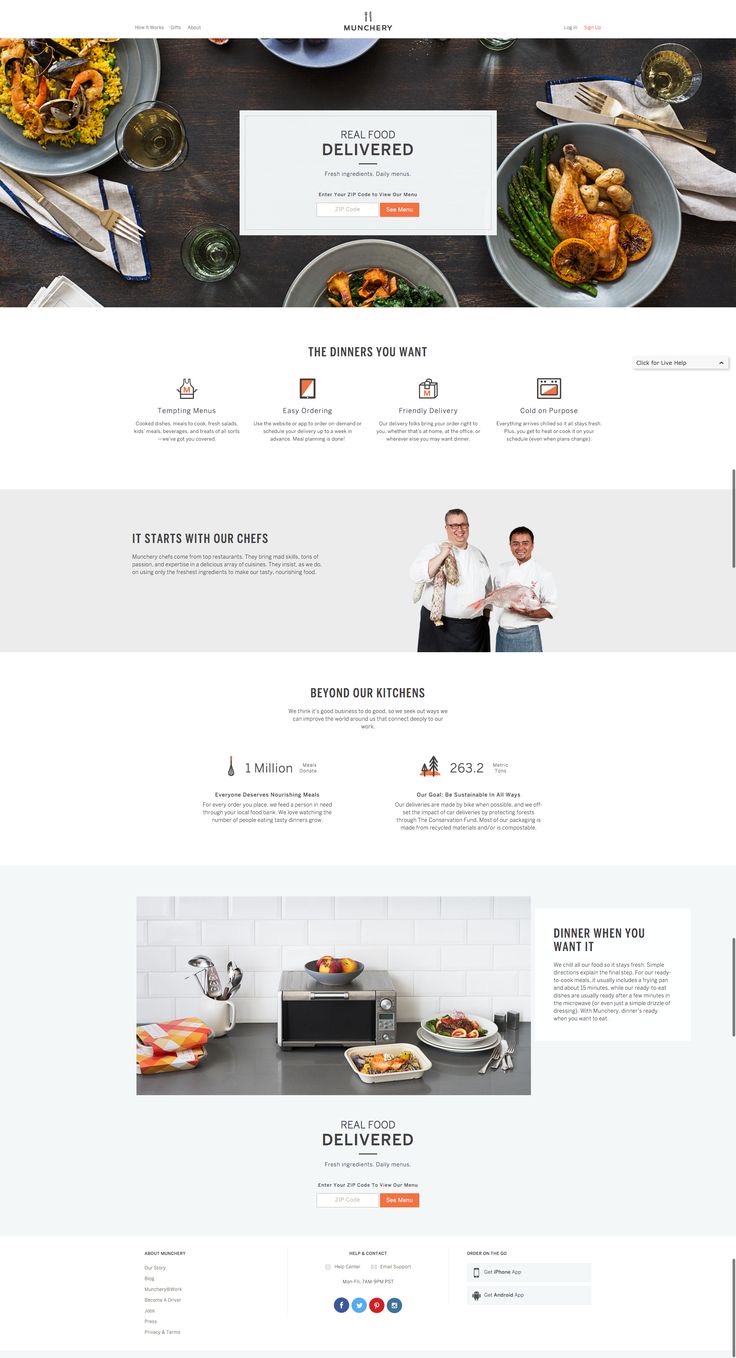 How It Works Gifts About
MUNCHERY
Log in Sign Up
REAL FOOD
DELIVERED
Fresh ingredients. Daily menus.
Enter Your ZIP Code to View Our Menu
ZIP Code See Menu
THE DINNERS YOU WANT
Click for Live Help
M
M
Tempting Menus
Cooked dishes, meals to cook, fresh salads,
kids' meals, beverages, and treats of all sorts
—we've got you covered.
Easy Ordering
Use the website or app to order on-demand or
schedule your delivery up to a week in
advance. Meal planning is done!
Friendly Delivery
Our delivery folks bring your order right to
you, whether that's at home, at the office, or
wherever else you may want dinner.
Cold on Purpose
Everything arrives chilled so it all stays fresh.
Plus, you get to heat or cook it on your
schedule (even when plans change).
IT STARTS WITH OUR CHEFS
Munchery chefs come from top restaurants. They bring mad skills, tons of
passion, and expertise in a delicious array of cuisines. They insist, as we do,
on using only the freshest ingredients to make our tasty, nourishing food.
BEYOND OUR KITCHENS
We think it's good business to do good, so we seek out ways we
can improve the world around us that connect deeply to our
work.
1 Million Meals
Donate
Everyone Deserves Nourishing Meals
For every order you place, we feed a person in need
through your local food bank. We love watching the
number of people eating tasty dinners grow.
263.2 Metric
Tons
Our Goal: Be Sustainable In All Ways
Our deliveries are made by bike when possible, and we off-
set the impact of car deliveries by protecting forests
through The Conservation Fund. Most of our packaging is
made from recycled materials and/or is compostable.
DINNER WHEN YOU
WANT IT
We chill all our food so it stays fresh. Simple
directions explain the final step. For our ready-
to-cook meals, it usually includes a frying pan
and about 15 minutes, while our ready-to-eat
dishes are usually ready after a few minutes in
the microwave (or even just a simple drizzle of
dressing). With Munchery, dinner's ready
when you want to eat.
REAL FOOD
DELIVERED
Fresh ingredients. Daily menus.
Enter Your ZIP Code To View Our Menu
ZIP Code See Menu
ABOUT MUNCHERY
Our Story
Blog
Munchery@Work
Become A Driver
Jobs
Press
Privacy & Terms
HELP & CONTACT
Help Center Email Support
Mon-Fri, 7AM-9PM PST
ORDER ON THE GO
Get iPhone App
Get Android App